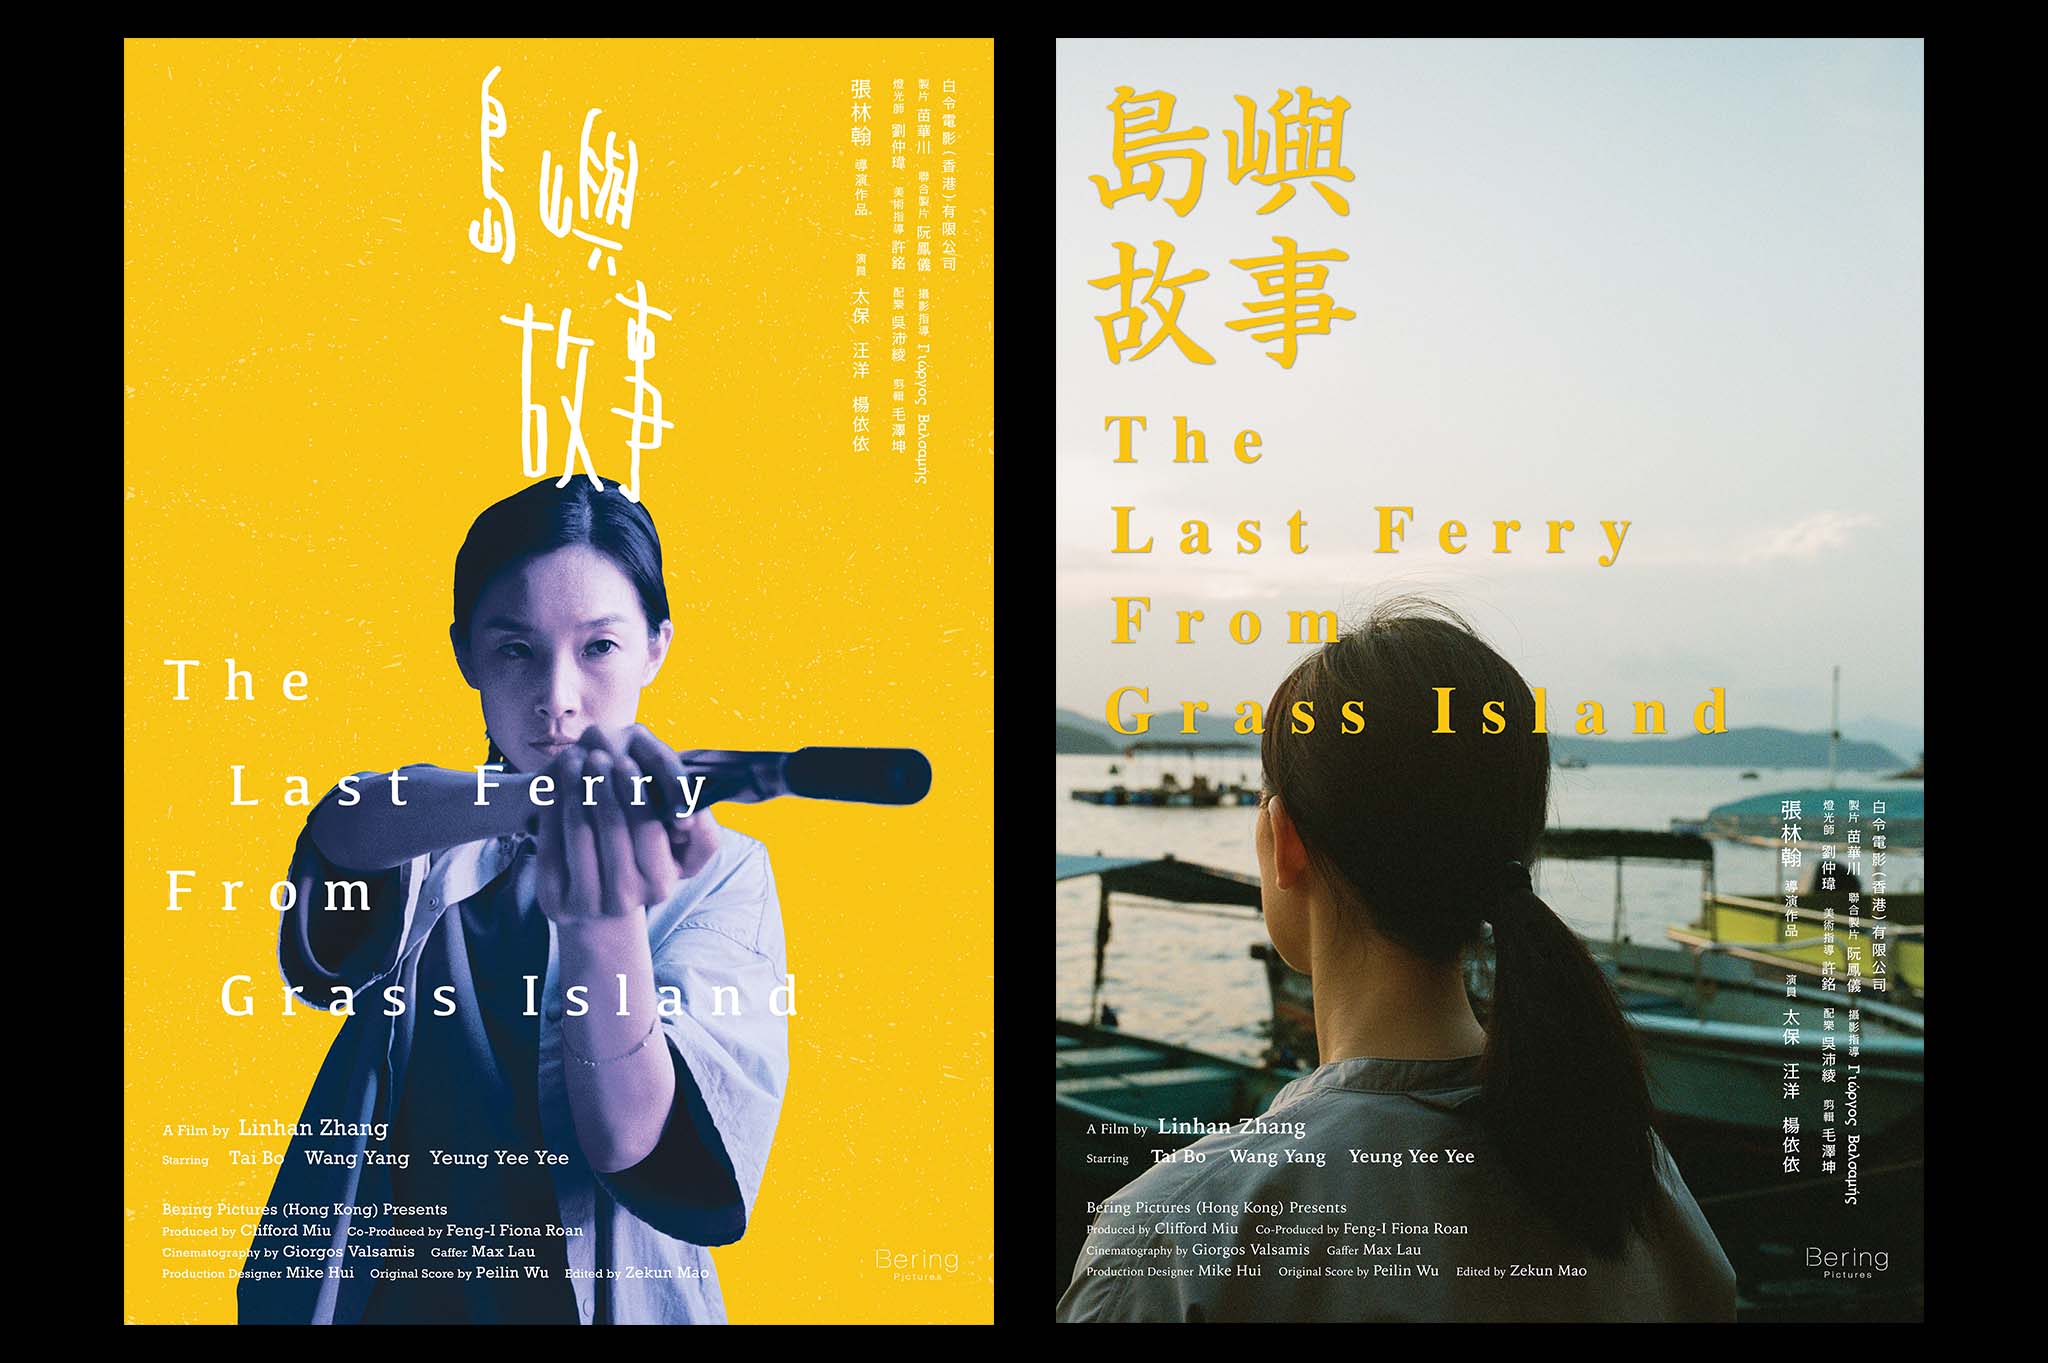 島嶼
故事
白令電影(香港)有限公司
製片 苗華川 聯合製片 阮鳳儀 攝影指導 Γιώργος Βαλσαμής
燈光師 劉仲瑋 美術指導 許銘 配樂 吳沛綾 剪輯 毛澤坤
張林翰 導演作品 演員 太保 汪洋 楊依依
The
Last Ferry
From
Grass Island
A Film by Linhan Zhang
Starring Tai Bo Wang Yang Yeung Yee Yee
Bering Pictures (Hong Kong) Presents
Produced by Clifford Miu Co-Produced by Feng-I Fiona Roan
Cinematography by Giorgos Valsamis Gaffer Max Lau
Production Designer Mike Hui Original Score by Peilin Wu Edited by Zekun Mao
Bering
Pictures
島嶼
故事
The
Last Ferry
From
Grass Island
白令電影(香港)有限公司
製片 苗華川 聯合製片 阮鳳儀 攝影指導 Γιώργος Βαλσαμής
燈光師 劉仲瑋 美術指導 許銘 配樂 吳沛綾 剪輯 毛澤坤
張林翰 導演作品 演員 太保 汪洋 楊依依
A Film by Linhan Zhang
Starring Tai Bo Wang Yang Yeung Yee Yee
Bering Pictures (Hong Kong) Presents
Produced by Clifford Miu Co-Produced by Feng-I Fiona Roan
Cinematography by Giorgos Valsamis Gaffer Max Lau
Production Designer Mike Hui Original Score by Peilin Wu Edited by Zekun Mao
Bering
Pictures